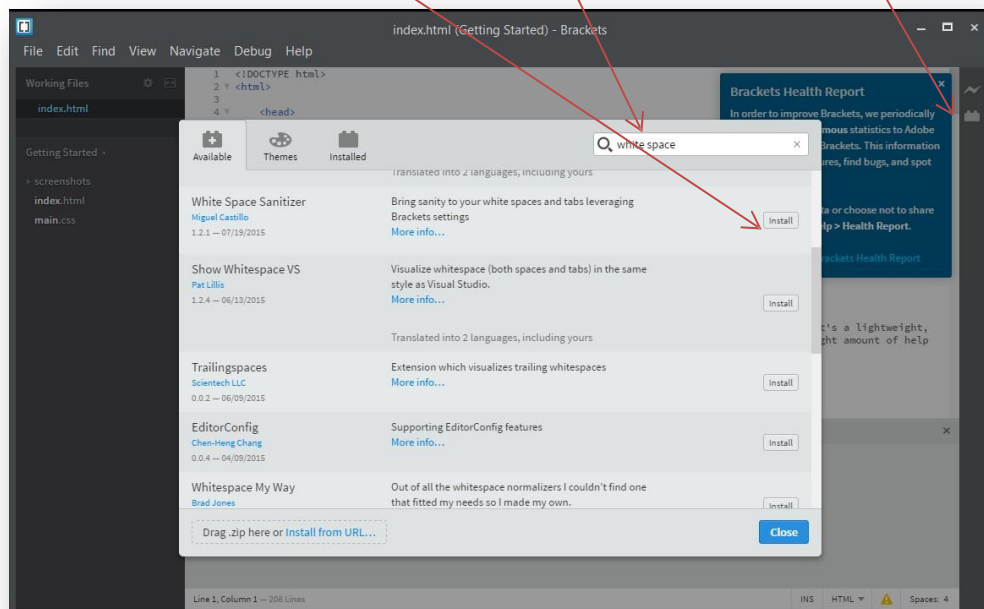 index.html (Getting Started) - Brackets
File Edit Find View Navigate Debug Help
Working Files
index.html
Getting Started
screenshots
index.html
main.css
1 <!DOCTYPE html>
2 <html>
3
4 <head>
Brackets Health Report
In order to improve Brackets, we periodically
mous statistics to Adobe
Brackets. This information
ures, find bugs, and spot
ta or choose not to share
lp > Health Report.
rackets Health Report
Available
Themes
Installed
white space
Translated into 2 languages, including yours
White Space Sanitizer
Miguel Castillo
1.2.1 — 07/19/2015
Bring sanity to your white spaces and tabs leveraging
Brackets settings
More info...
Install
Show Whitespace VS
Pat Lillis
1.2.4 — 06/13/2015
Visualize whitespace (both spaces and tabs) in the same
style as Visual Studio.
More info...
Translated into 2 languages, including yours
Install
Trailingspaces
Scientech LLC
0.0.2 — 06/09/2015
Extension which visualizes trailing whitespaces
More info...
Install
EditorConfig
Chen-Heng Chang
0.0.4 — 04/09/2015
Supporting EditorConfig features
More info...
Install
Whitespace My Way
Brad Jones
Out of all the whitespace normalizers I couldn't find one
that fitted my needs so I made my own.
Install
t's a lightweight,
ght amount of help
Drag .zip here or Install from URL...
Close
Line 1, Column 1 — 208 Lines
INS HTML Spaces: 4